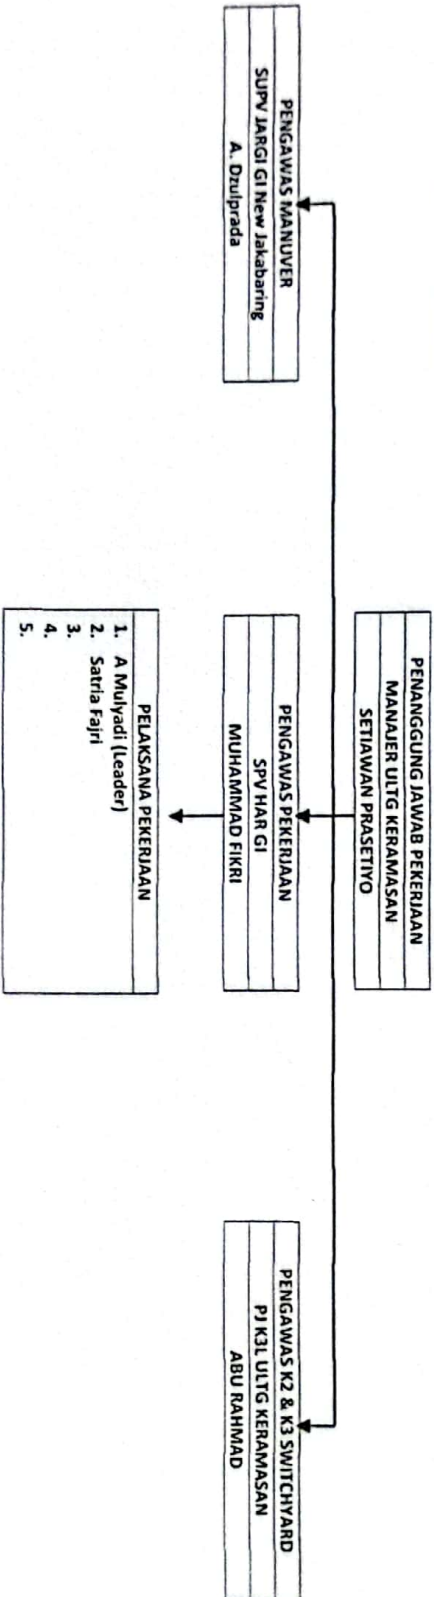 PENANGGUNG JAWAB PEKERJAAN
MANAJER ULTG KERAMASAN
SETIAWAN PRASETIYO
PENGAWAS MANUVER
SUPV JARGI GI New Jakabaring
A. Dzulprada
PENGAWAS PEKERJAAN
SPV HAR GI
MUHAMMAD FIKRI
PENGAWAS K2 & K3 SWITCHYARD
PJ K3L ULTG KERAMASAN
ABU RAHMAD
PELAKSANA PEKERJAAN
1. A Mulyadi (Leader)
2. Satria Fajri
3.
4.
5.